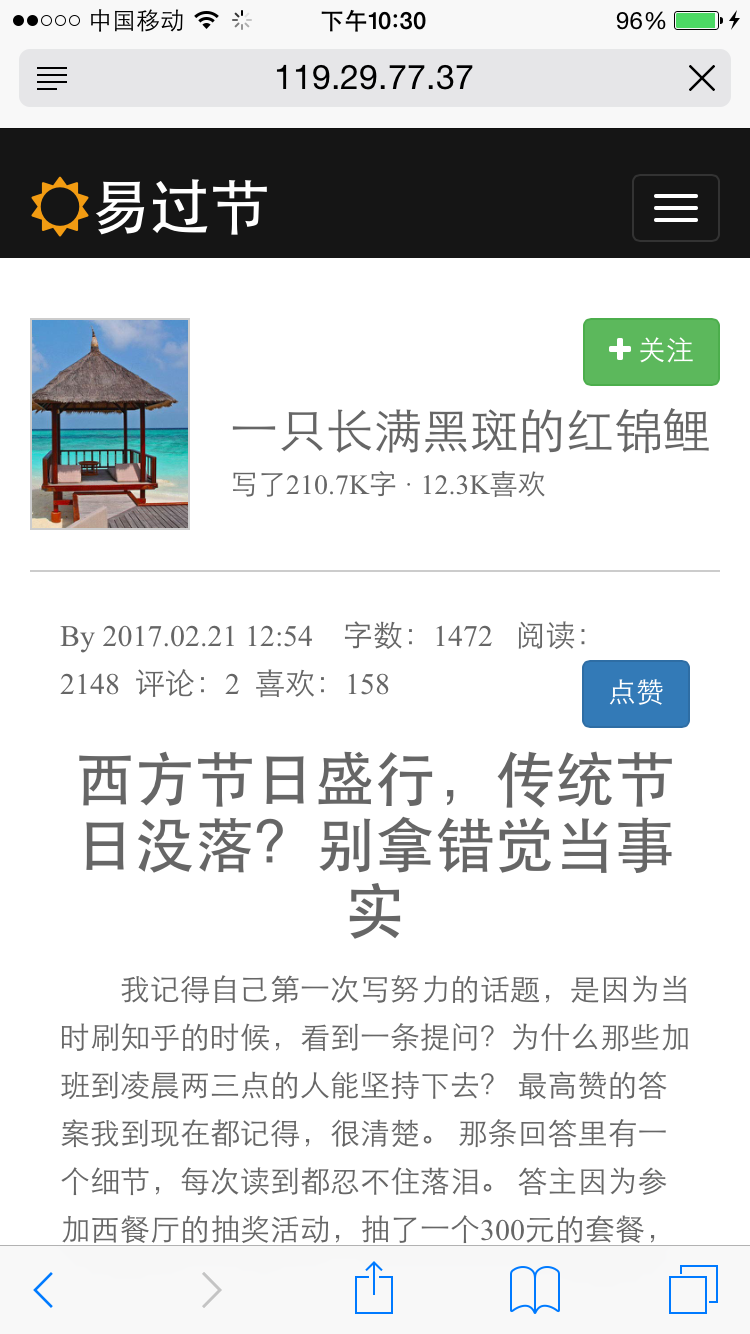 中国移动 下午10:30 96%
119.29.77.37
易过节
关注
一只长满黑斑的红锦鲤
写了210.7K字 · 12.3K喜欢
By 2017.02.21 12:54 字数：1472 阅读：
2148 评论：2 喜欢：158
点赞
西方节日盛行，传统节
日没落？别拿错觉当事
实
我记得自己第一次写努力的话题，是因为当
时刷知乎的时候，看到一条提问？为什么那些加
班到凌晨两三点的人能坚持下去？ 最高赞的答
案我到现在都记得，很清楚。 那条回答里有一
个细节，每次读到都忍不住落泪。 答主因为参
加西餐厅的抽奖活动，抽了一个300元的套餐，